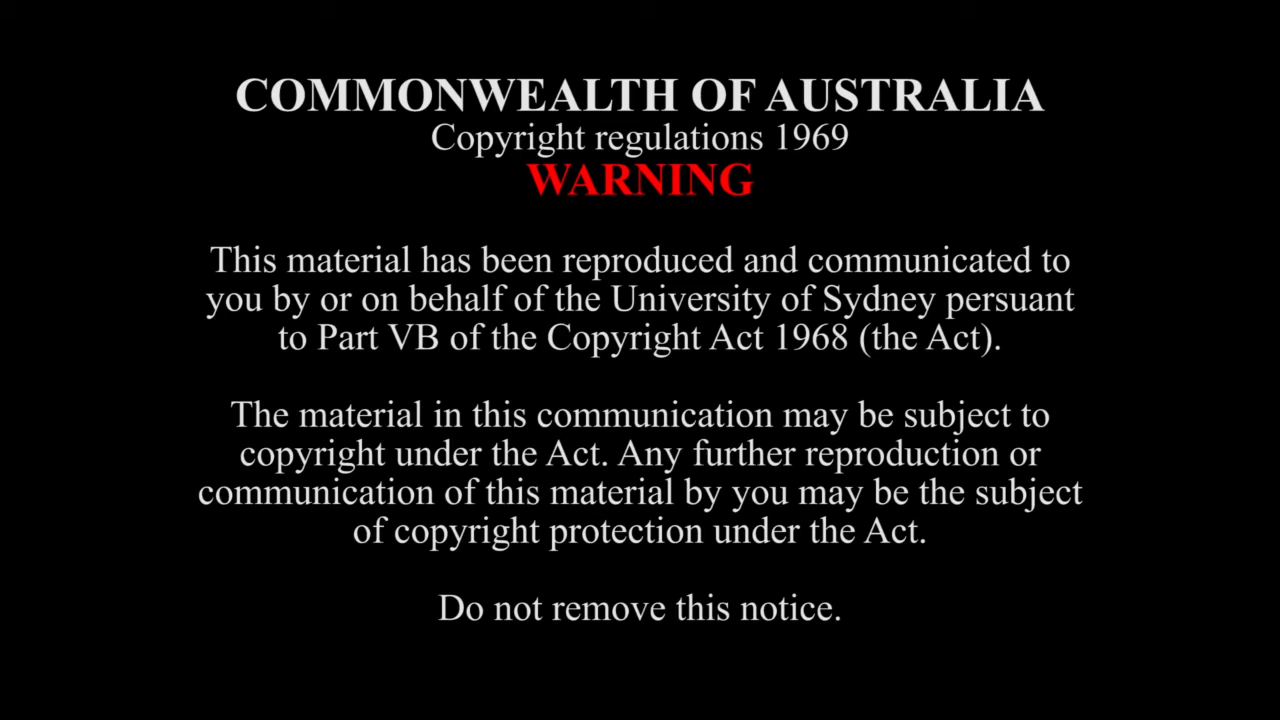 COMMONWEALTH OF AUSTRALIA
Copyright regulations 1969
WARNING
This material has been reproduced and communicated to
you by or on behalf of the University of Sydney persuant
to Part VB of the Copyright Act 1968 (the Act).
The material in this communication may be subject to
copyright under the Act. Any further reproduction or
communication of this material by you may be the subject
of copyright protection under the Act.
Do not remove this notice.